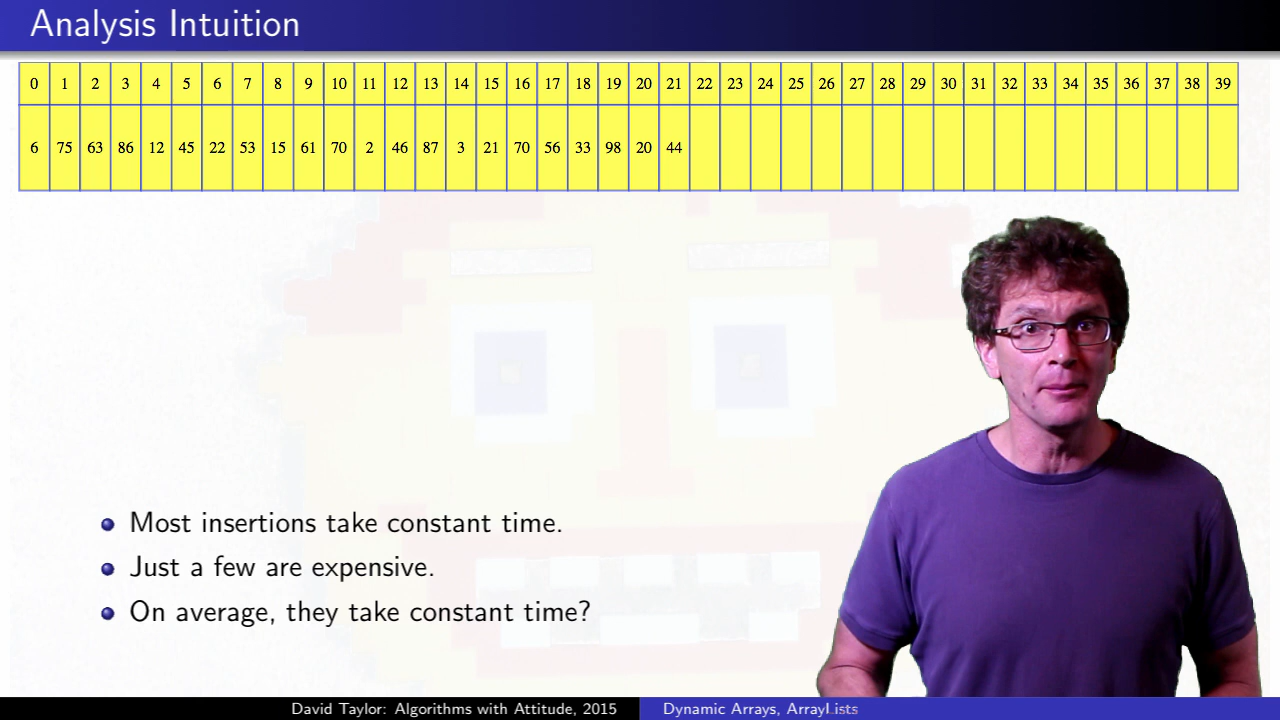 Analysis Intuition
0 1 2 3 4 5 6 7 8 9 10 11 12 13 14 15 16 17 18 19 20 21 22 23 24 25 26 27 28 29 30 31 32 33 34 35 36 37 38 39
6 75 63 86 12 45 22 53 15 61 70 2 46 87 3 21 70 56 33 98 20 44
Most insertions take constant time.
Just a few are expensive.
On average, they take constant time?
David Taylor: Algorithms with Attitude, 2015 Dynamic Arrays, ArrayLists